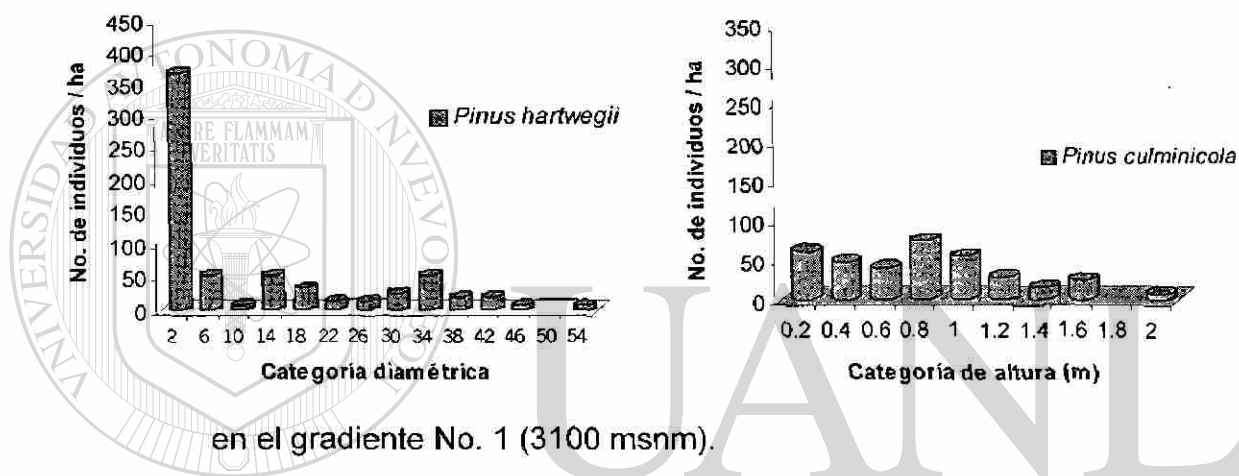 450
400
350
300
250
200
150
100
50
0
No. de individuos / ha
Pinus hartwegii
2 6 10 14 18 22 26 30 34 38 42 46 50 54
Categoría diamétrica
350
300
250
200
150
100
50
0
No. de individuos / ha
Pinus culminicola
0.2 0.4 0.6 0.8 1 1.2 1.4 1.6 1.8 2
Categoría de altura (m)
en el gradiente No. 1 (3100 msnm).
UANL
FLAMMAM
VERITATIS